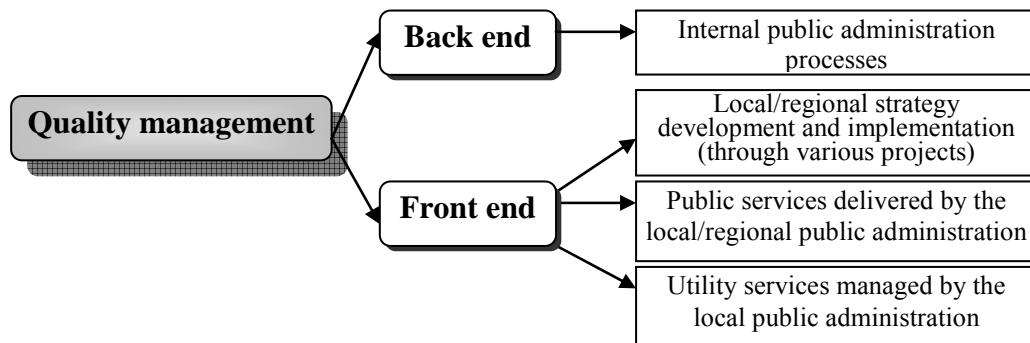 Quality management
Back end
Internal public administration
processes
Front end
Local/regional strategy
development and implementation
(through various projects)
Public services delivered by the
local/regional public administration
Utility services managed by the
local public administration